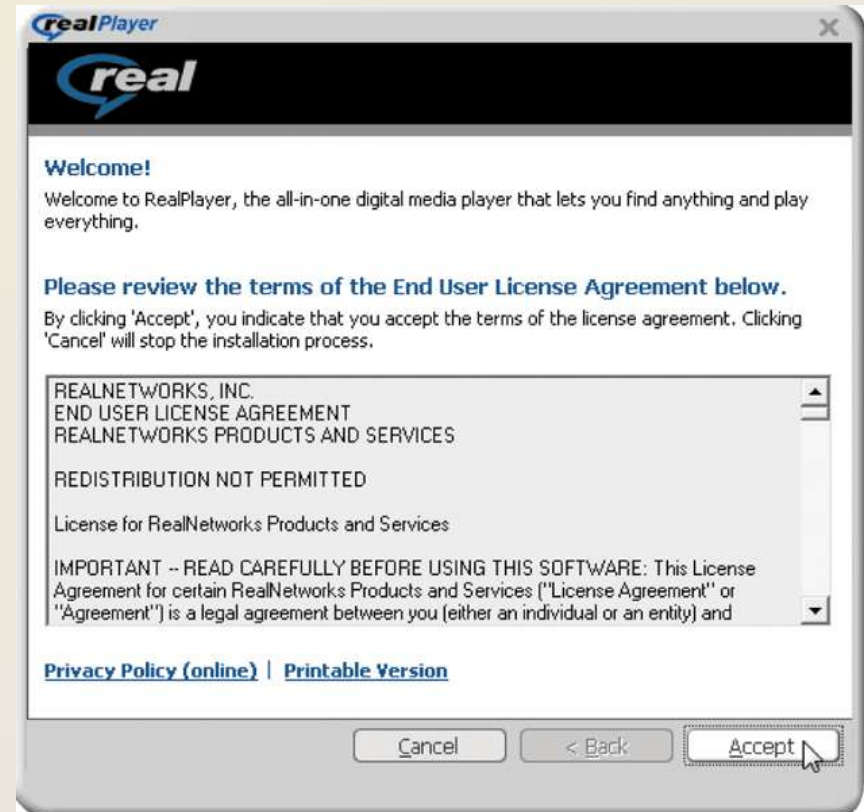 realPlayer
real
Welcome!
Welcome to RealPlayer, the all-in-one digital media player that lets you find anything and play
everything.
Please review the terms of the End User License Agreement below.
By clicking 'Accept', you indicate that you accept the terms of the license agreement. Clicking
'Cancel' will stop the installation process.
REALNETWORKS, INC.
END USER LICENSE AGREEMENT
REALNETWORKS PRODUCTS AND SERVICES
REDISTRIBUTION NOT PERMITTED
License for RealNetworks Products and Services
IMPORTANT -- READ CAREFULLY BEFORE USING THIS SOFTWARE: This License
Agreement for certain RealNetworks Products and Services ("License Agreement" or
"Agreement") is a legal agreement between you (either an individual or an entity) and
Privacy Policy (online) | Printable Version
Cancel < Back Accept